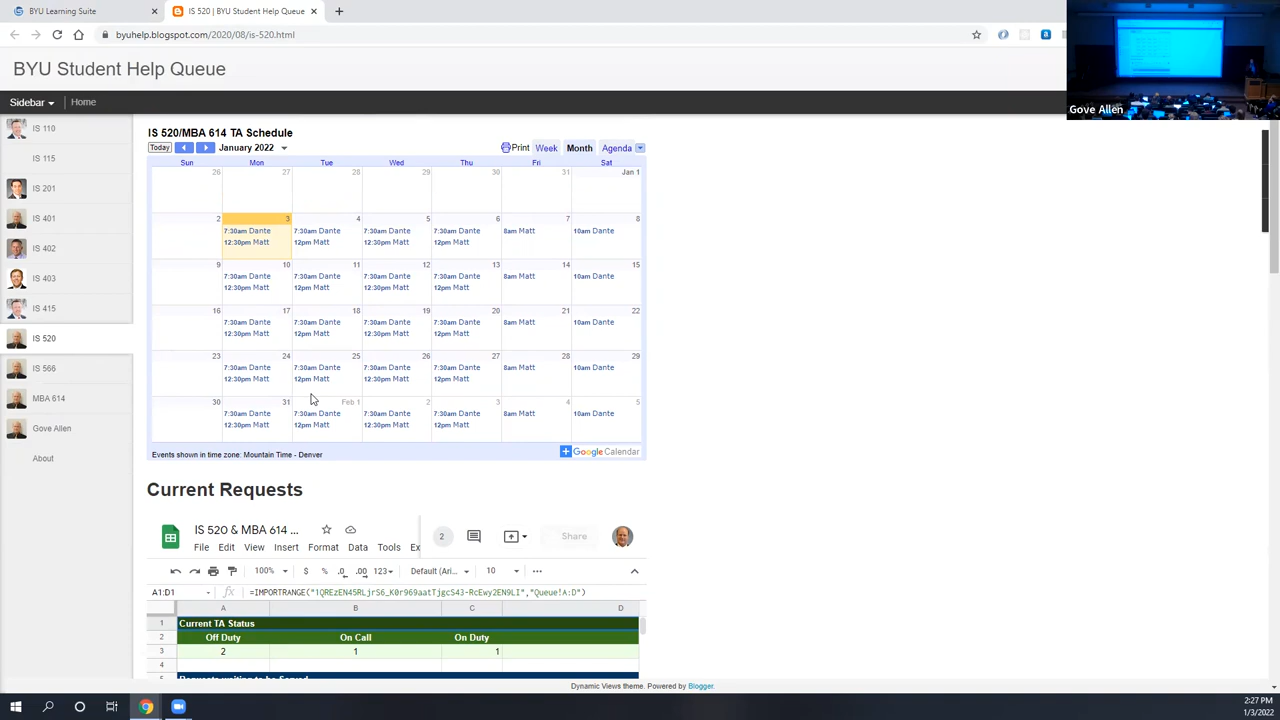 BYU Learning Suite
IS 520 | BYU Student Help Queue
byuhelp.blogspot.com/2020/08/is-520.html
BYU Student Help Queue
Gove Allen
Sidebar
Home
IS 110
IS 115
IS 201
IS 401
IS 402
IS 403
IS 415
IS 520
IS 566
MBA 614
Gove Allen
About
IS 520/MBA 614 TA Schedule
Today January 2022 Print Week Month Agenda
Sun Mon Tue Wed Thu Fri Sat
26 27 28 29 30 31 Jan 1
2 3 4 5 6 7 8
7:30am Dante 7:30am Dante 7:30am Dante 7:30am Dante 8am Matt 10am Dante
12:30pm Matt 12pm Matt 12:30pm Matt 12pm Matt
9 10 11 12 13 14 15
7:30am Dante 7:30am Dante 7:30am Dante 7:30am Dante 8am Matt 10am Dante
12:30pm Matt 12pm Matt 12:30pm Matt 12pm Matt
16 17 18 19 20 21 22
7:30am Dante 7:30am Dante 7:30am Dante 7:30am Dante 8am Matt 10am Dante
12:30pm Matt 12pm Matt 12:30pm Matt 12pm Matt
23 24 25 26 27 28 29
7:30am Dante 7:30am Dante 7:30am Dante 7:30am Dante 8am Matt 10am Dante
12:30pm Matt 12pm Matt 12:30pm Matt 12pm Matt
30 31 Feb 1 2 3 4 5
7:30am Dante 7:30am Dante 7:30am Dante 7:30am Dante 8am Matt 10am Dante
12:30pm Matt 12pm Matt 12:30pm Matt 12pm Matt
Events shown in time zone: Mountain Time - Denver
Google Calendar
Current Requests
IS 520 & MBA 614 ...
2
Share
File Edit View Insert Format Data Tools Ex
100% $ % .0 .00 123 Default (Ari... 10
A1:D1 fx =IMPORTRANGE("1QREzEN45RLjrS6_K0r969aatTjgcS43-RcEwy2EN9LI","Queue!A:D")
A B C D
1 Current TA Status
2 Off Duty On Call On Duty
3 2 1 1
4
Requests waiting to be Served
Dynamic Views theme. Powered by Blogger.
2:27 PM
1/3/2022